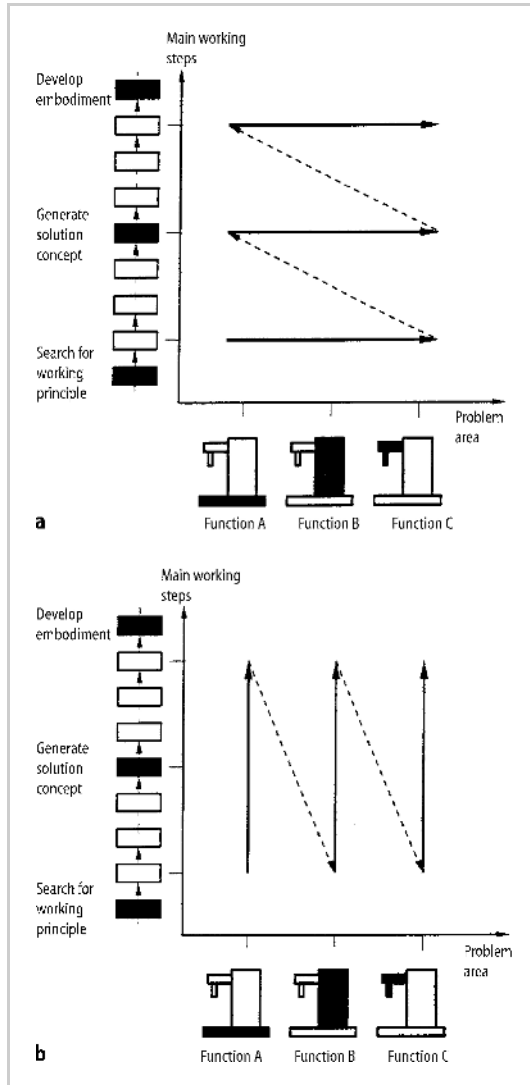 Main working
steps
Develop
embodiment
Generate
solution
concept
Search for
working
principle
Problem
area
Function A
Function B
Function C
a
Main working
steps
Develop
embodiment
Generate
solution
concept
Search for
working
principle
Problem
area
Function A
Function B
Function C
b